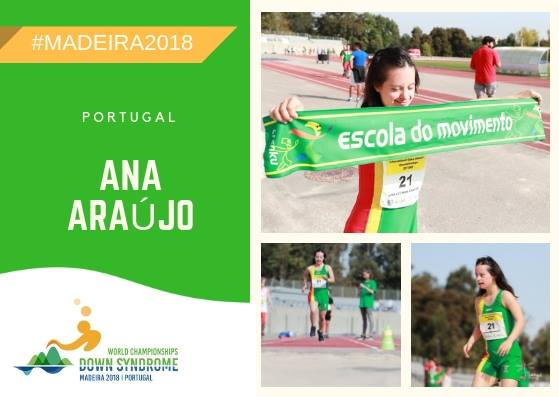 #MADEIRA2018
PORTUGAL
ANA
ARAÚJO
WORLD CHAMPIONSHIPS
DOWN SYNDROME
MADEIRA 2018 | PORTUGAL
escola do movimento
21
21